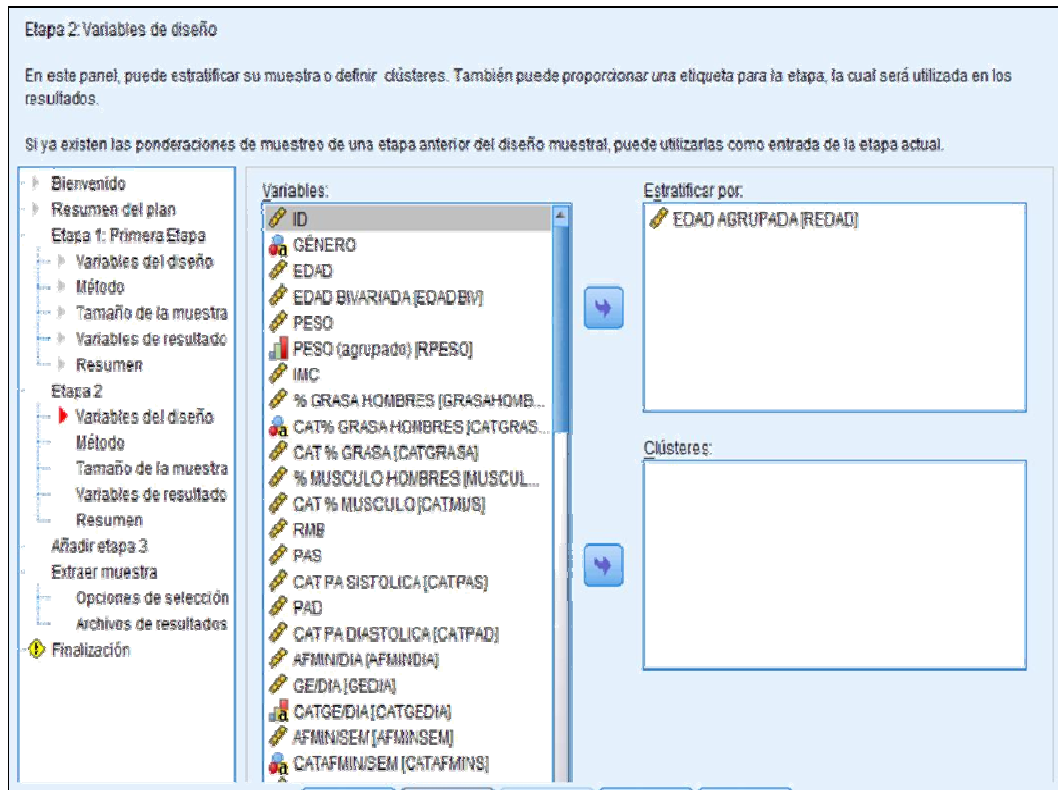 Etapa 2: Variables de diseño
En este panel, puede estratificar su muestra o definir clústeres. También puede proporcionar una etiqueta para la etapa, la cual será utilizada en los
resultados.
Si ya existen las ponderaciones de muestreo de una etapa anterior del diseño muestral, puede utilizarlas como entrada de la etapa actual.
Bienvenido
Resumen del plan
Etapa 1: Primera Etapa
Variables del diseño
Método
Tamaño de la muestra
Variables de resultado
Resumen
Etapa 2
Variables del diseño
Método
Tamaño de la muestra
Variables de resultado
Resumen
Añadir etapa 3
Extraer muestra
Opciones de selección
Archivos de resultados
Finalización
Variables:
ID
GÉNERO
EDAD
EDAD BIVARIADA [EDADBIV]
PESO
PESO (agrupado) [RPESO]
IMC
% GRASA HOMBRES [GRASAHOMB...
CAT% GRASA HOMBRES [CATGRAS...
CAT % GRASA [CATGRASA]
% MUSCULO HOMBRES [MUSCUL...
CAT % MUSCULO [CATMUS]
RMB
PAS
CAT PA SISTOLICA [CATPAS]
PAD
CAT PA DIASTOLICA [CATPAD]
AFMIN/DIA [AFMINDIA]
GE/DIA [GEDIA]
CATGE/DIA [CATGEDIA]
AFMIN/SEM [AFMINSEM]
CATAFMIN/SEM [CATAFMINS]
Estratificar por:
EDAD AGRUPADA [REDAD]
Clústeres: